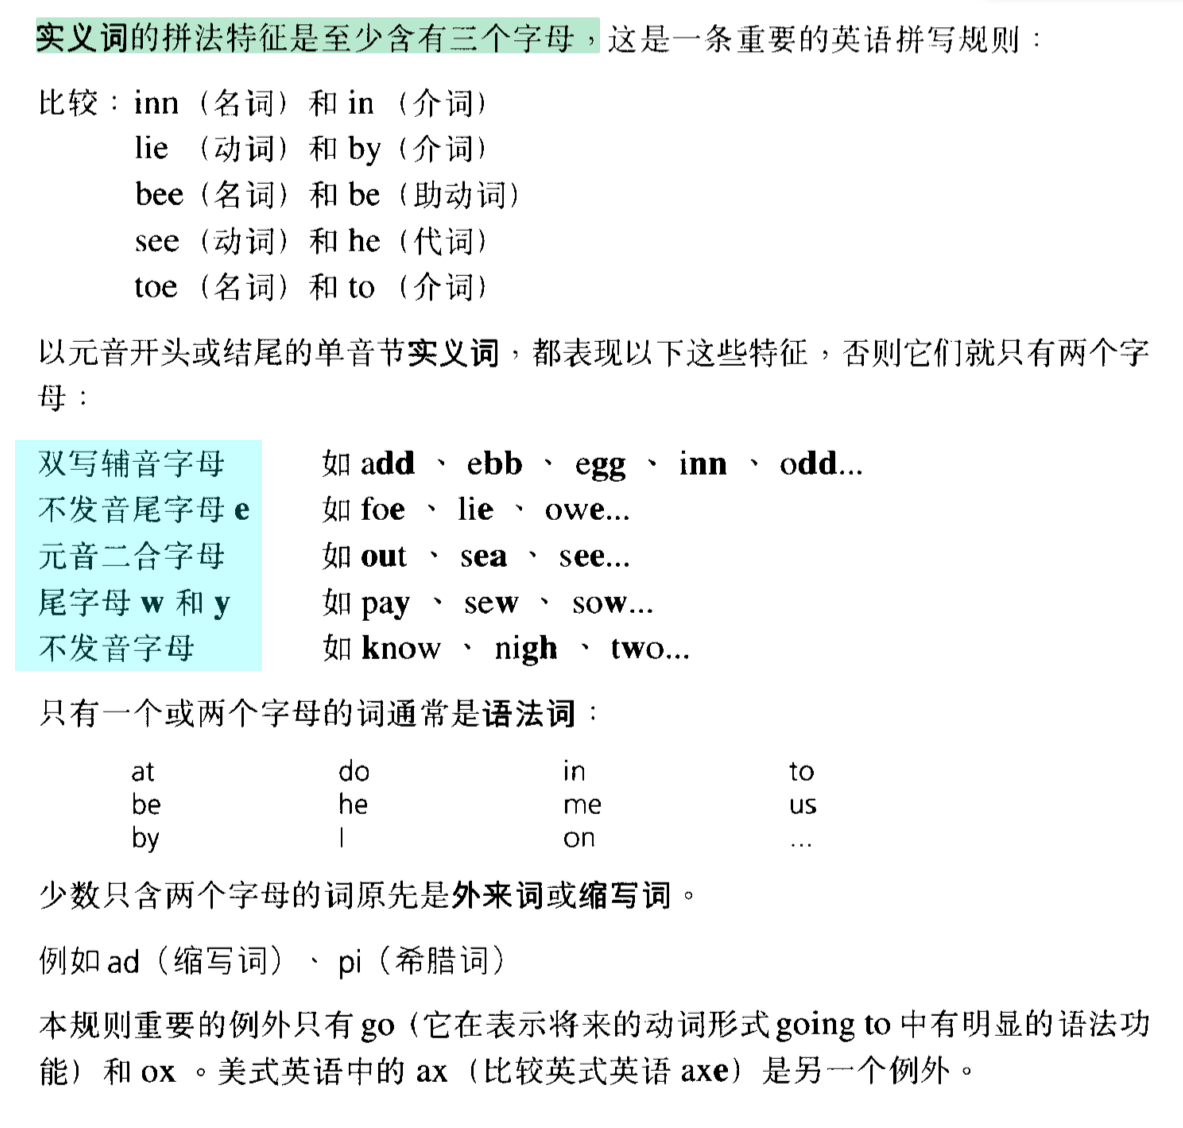 实义词的拼法特征是至少含有三个字母，这是一条重要的英语拼写规则：
比较：inn（名词）和 in （介词）
lie （动词）和 by（介词）
bee（名词）和 be（助动词）
see（动词）和 he（代词）
toe（名词）和 to （介词）
以元音开头或结尾的单音节实义词，都表现以下这些特征，否则它们就只有两个字
母：
双写辅音字母 如 add 、 ebb 、 egg 、 inn 、 odd...
不发音尾字母 e 如 foe 、 lie 、 owe...
元音二合字母 如 out 、 sea 、 see...
尾字母 w 和 y 如 pay 、 sew 、 sow...
不发音字母 如 know 、 nigh 、 two...
只有一个或两个字母的词通常是语法词：
at do in to
be he me us
by I on ...
少数只含两个字母的词原先是外来词或缩写词。
例如 ad（缩写词）、 pi（希腊词）
本规则重要的例外只有 go（它在表示将来的动词形式 going to 中有明显的语法功
能）和 ox 。美式英语中的 ax （比较英式英语 axe）是另一个例外。